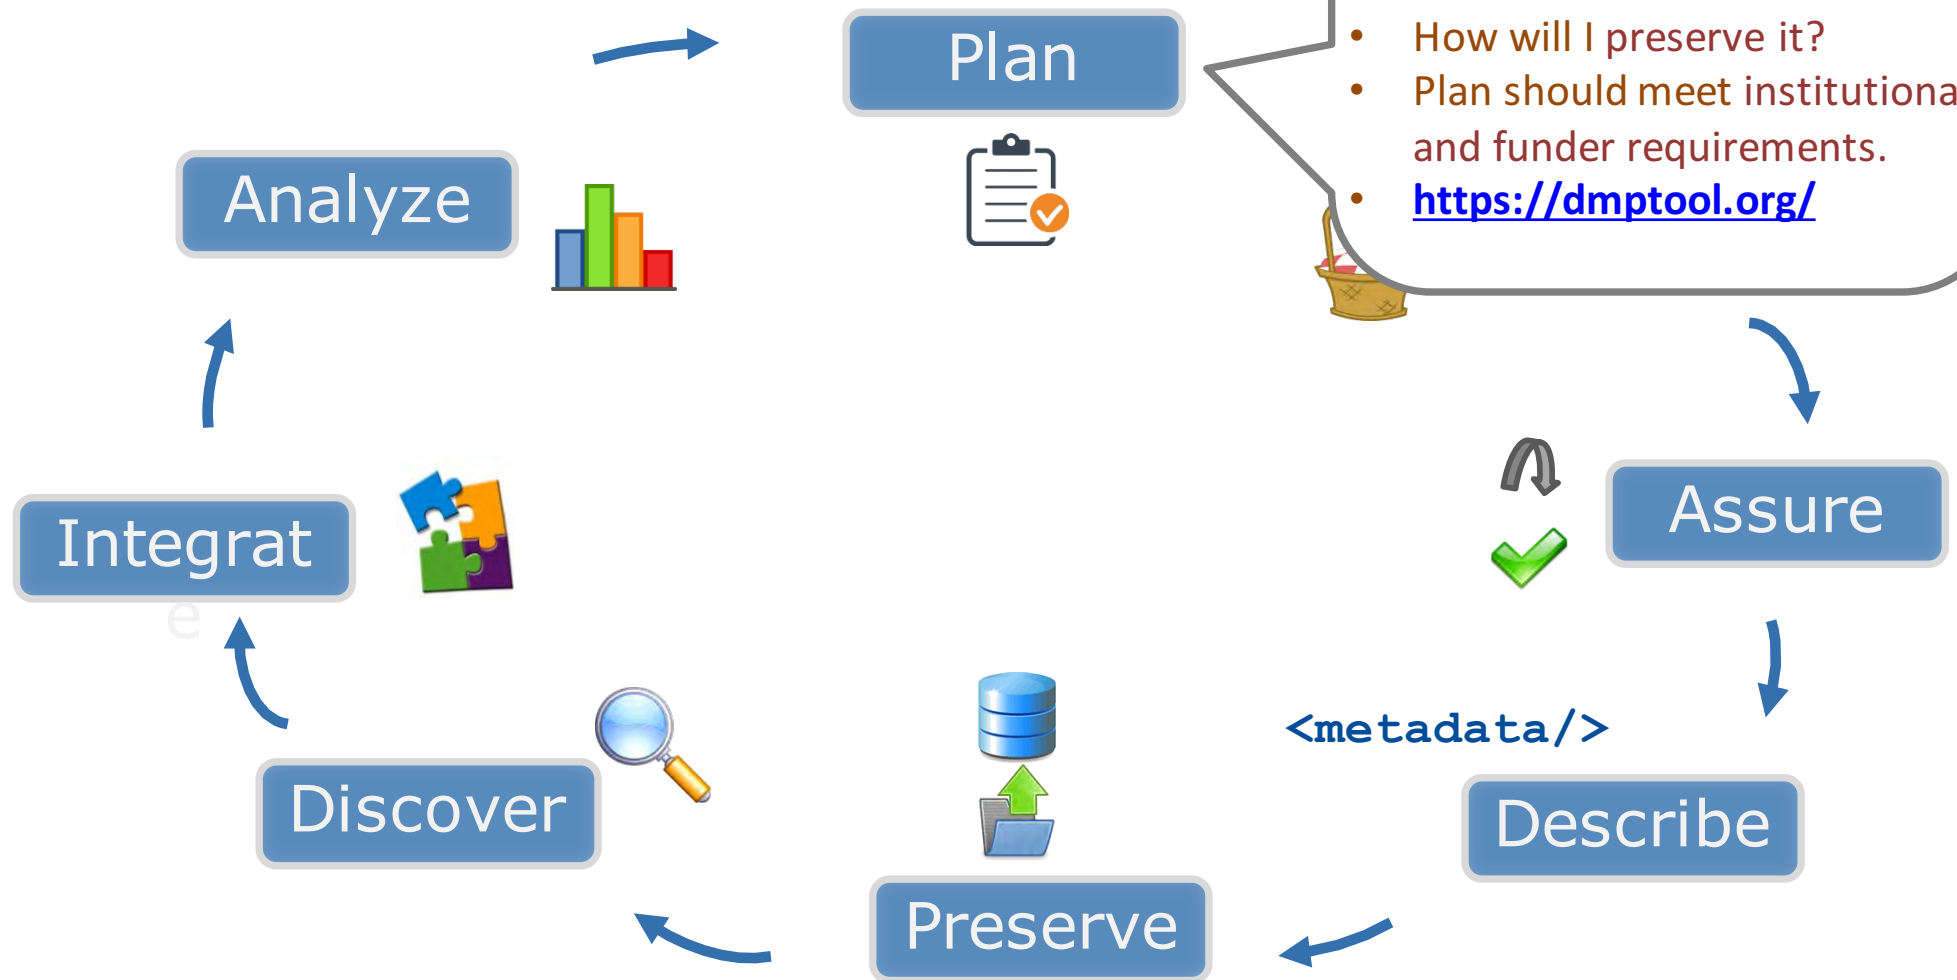 Plan
• How will I preserve it?
• Plan should meet institutiona
and funder requirements.
• https://dmptool.org/
Analyze
Assure
Integrat
e
<metadata/>
Describe
Discover
Preserve